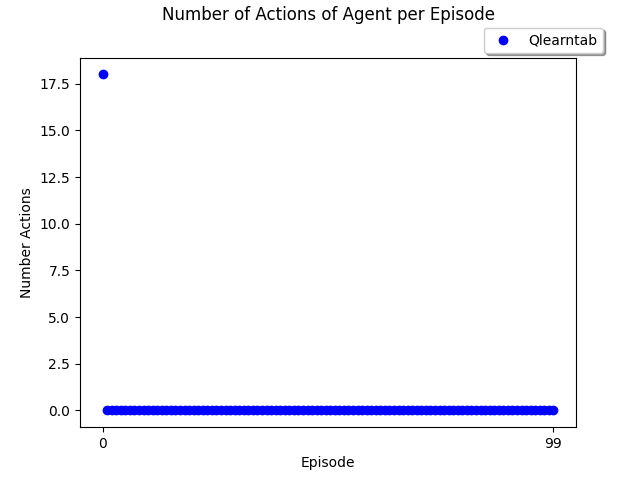 Number of Actions of Agent per Episode
Qlearntab
17.5
15.0
12.5
10.0
7.5
5.0
2.5
0.0
Number Actions
0
99
Episode